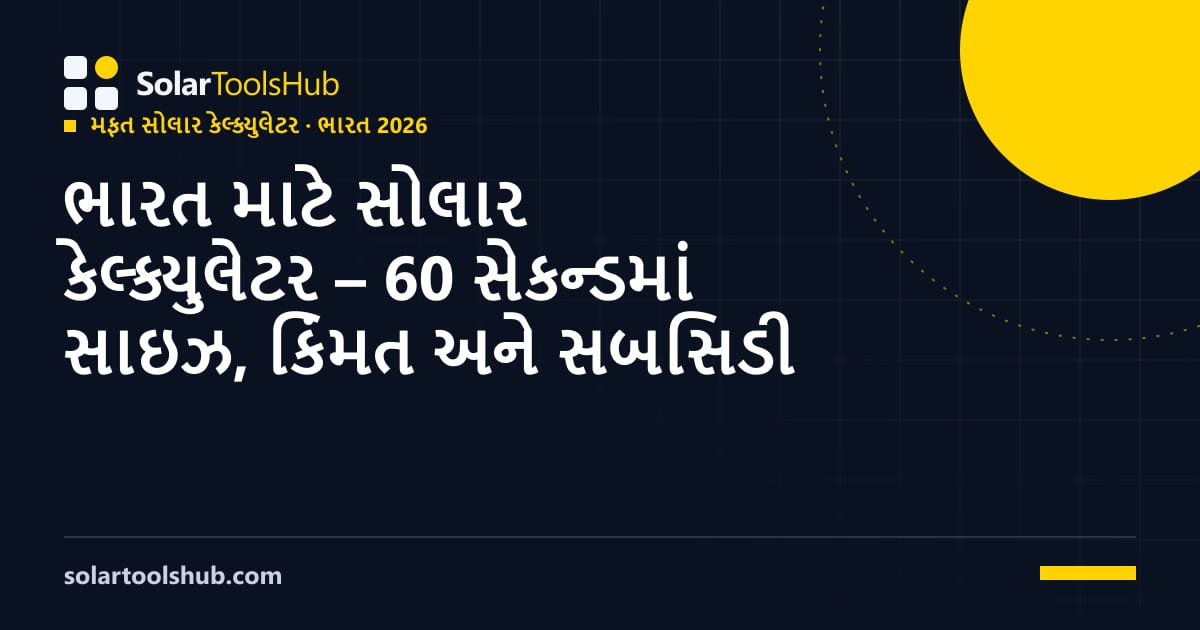 SolarToolsHub
મફત સોલાર કેલ્ક્યુલેટર · ભારત 2026
ભારત માટે સોલાર
કેલ્ક્યુલેટર – 60 સેકન્ડમાં
સાઇઝ, કિંમત અને સબસિડી
solartoolshub.com